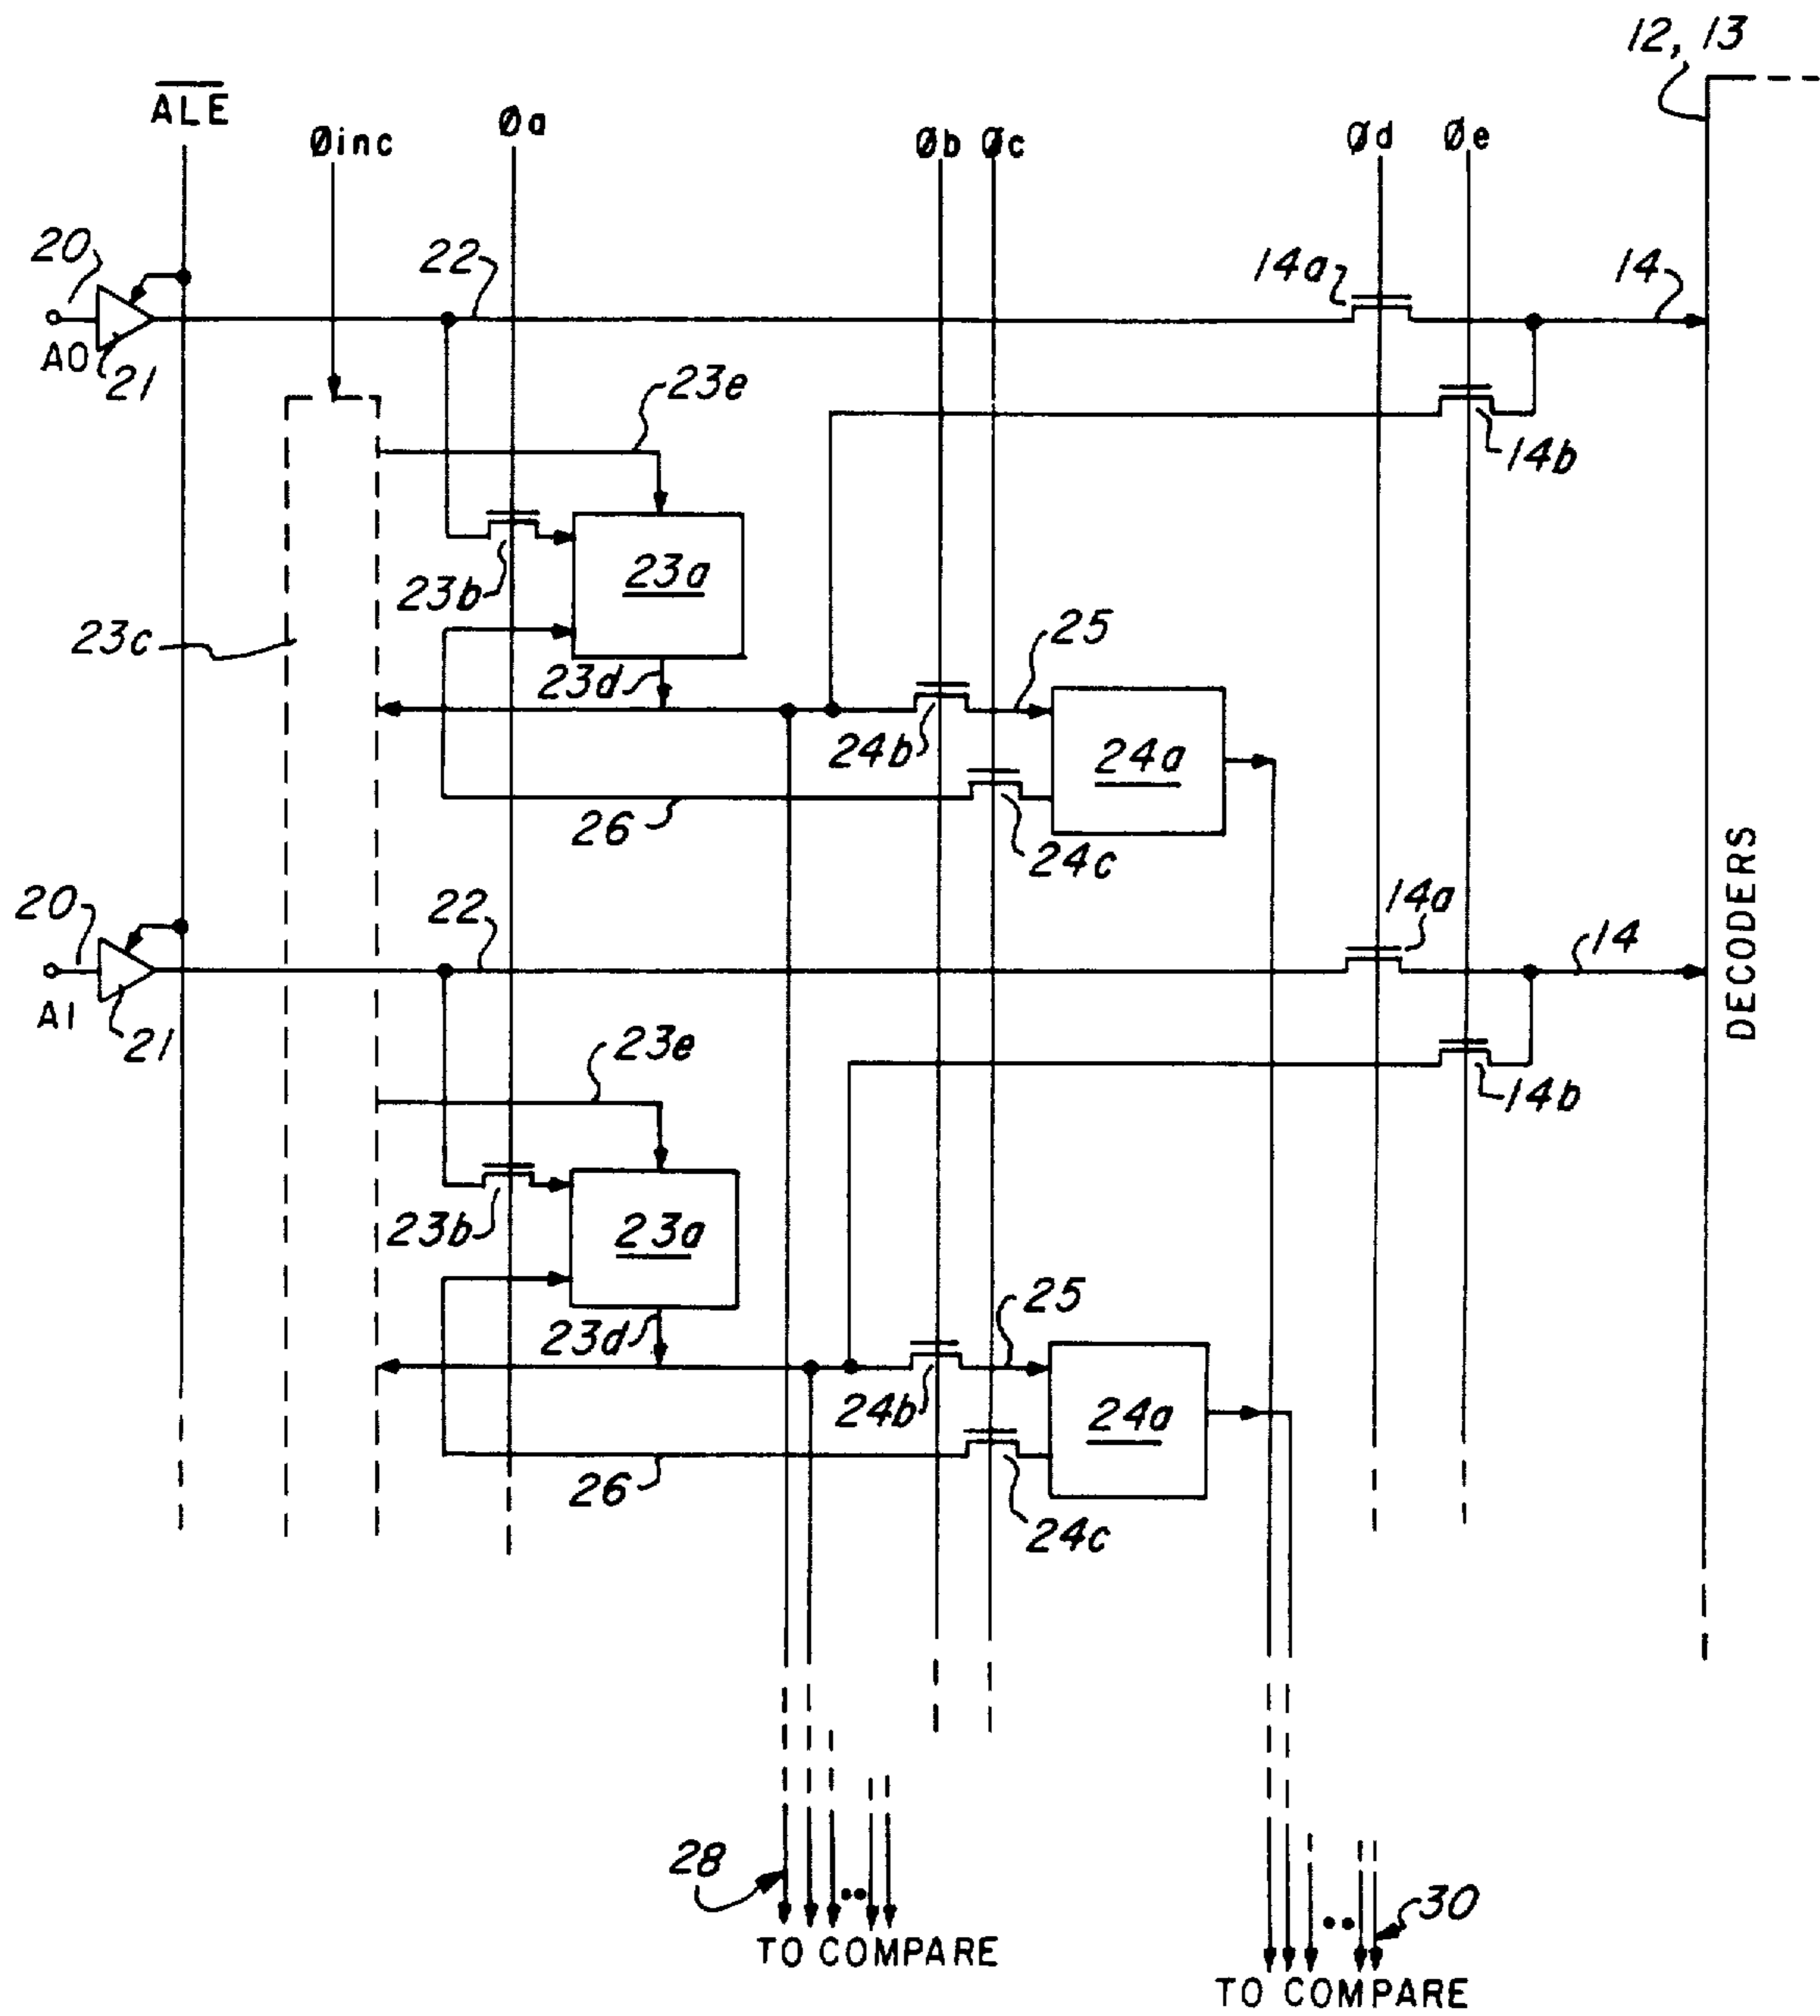 12, 13
ALE
Øinc
Øa
Øb
Øc
Ød
Øe
20
22
14a
14
A0
21
23e
14b
23b
23a
23c
23d
25
24b
24a
26
24c
20
22
14a
14
DECODERS
A1
21
23e
14b
23b
23a
23d
25
24b
24a
26
24c
28
30
TO COMPARE
TO COMPARE